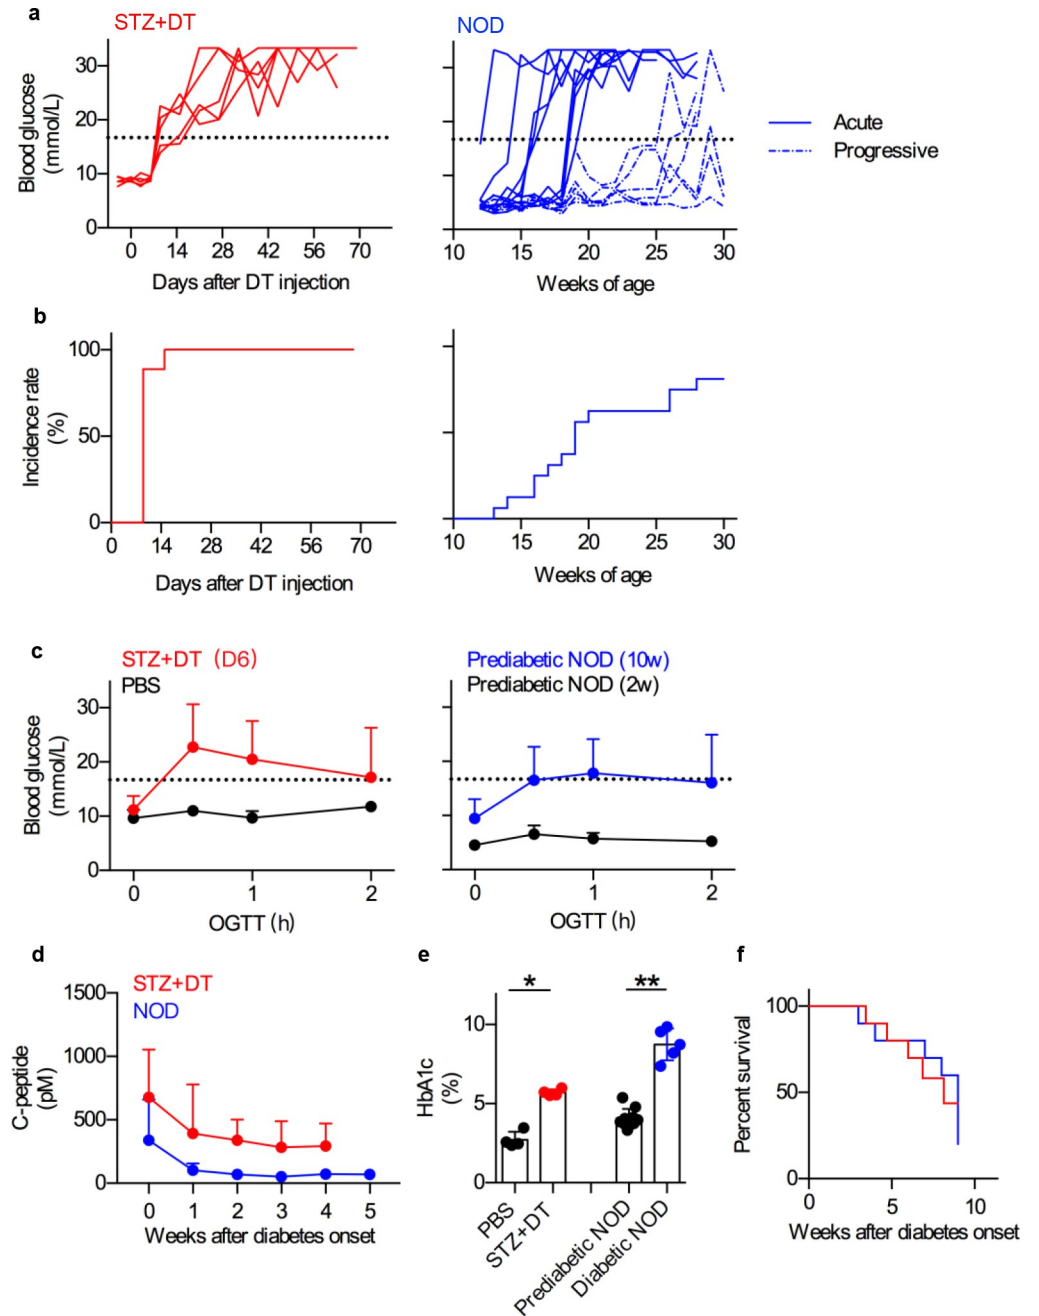 a
STZ+DT
NOD
Blood glucose
(mmol/L)
30
20
10
0
0 14 28 42 56 70
Days after DT injection
10 15 20 25 30
Weeks of age
Acute
Progressive
b
Incidence rate
(%)
100
50
0
0 14 28 42 56 70
Days after DT injection
10 15 20 25 30
Weeks of age
c
STZ+DT (D6)
PBS
Prediabetic NOD (10w)
Prediabetic NOD (2w)
Blood glucose
(mmol/L)
30
20
10
0
0 1 2
OGTT (h)
0 1 2
OGTT (h)
d
STZ+DT
NOD
C-peptide
(pM)
1500
1000
500
0
0 1 2 3 4 5
Weeks after diabetes onset
e
* **
HbA1c
(%)
10
5
0
PBS
STZ+DT
Prediabetic NOD
Diabetic NOD
f
Percent survival
100
50
0
0 5 10
Weeks after diabetes onset